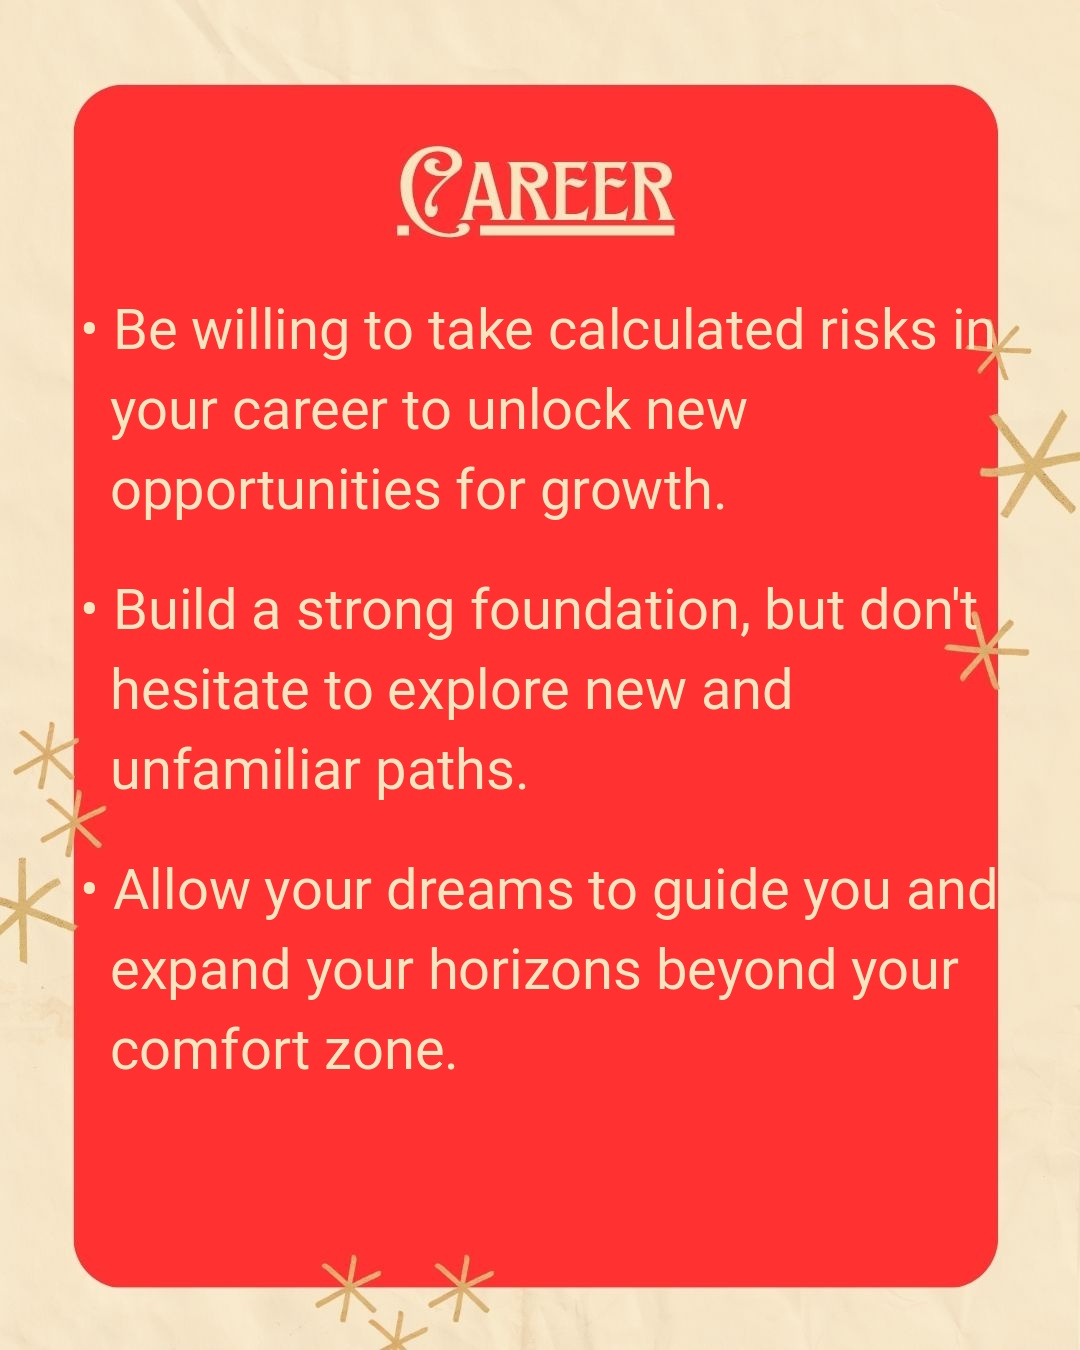 Career
• Be willing to take calculated risks in
your career to unlock new
opportunities for growth.
• Build a strong foundation, but don't
hesitate to explore new and
unfamiliar paths.
• Allow your dreams to guide you and
expand your horizons beyond your
comfort zone.